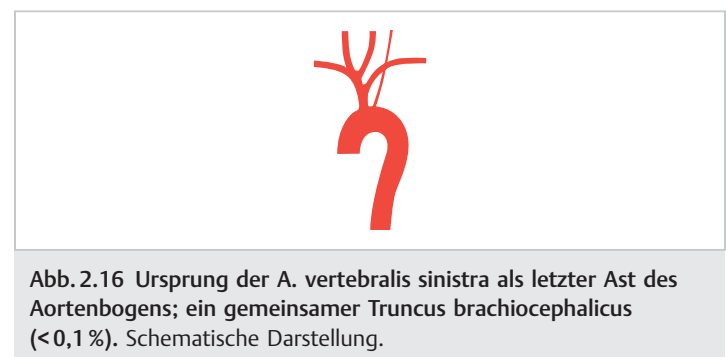 Abb. 2.16 Ursprung der A. vertebralis sinistra als letzter Ast des
Aortenbogens; ein gemeinsamer Truncus brachiocephalicus
(< 0,1 %). Schematische Darstellung.